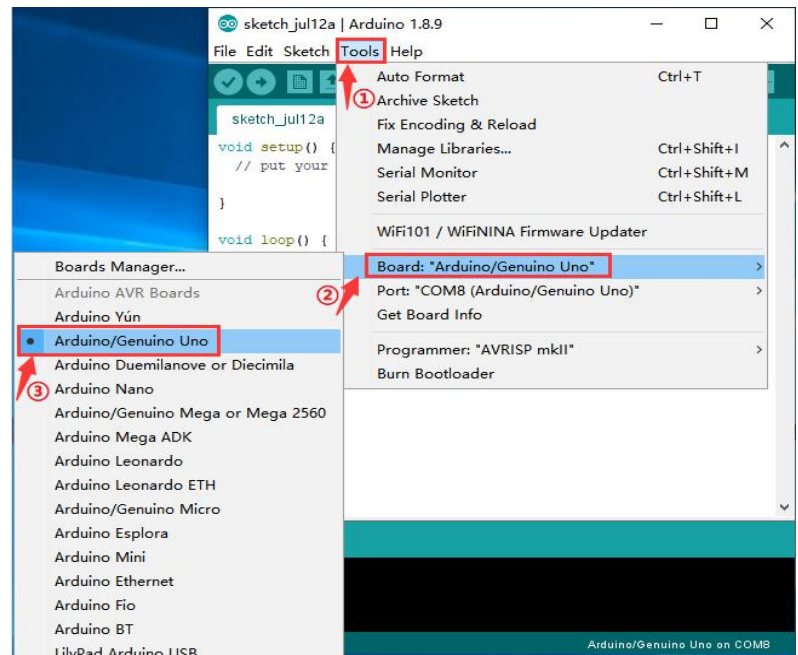 sketch_jul12a | Arduino 1.8.9
File Edit Sketch Tools Help
①
sketch_jul12a
void setup() {
// put your
}
void loop() {
Auto Format Ctrl+T
Archive Sketch
Fix Encoding & Reload
Manage Libraries... Ctrl+Shift+I
Serial Monitor Ctrl+Shift+M
Serial Plotter Ctrl+Shift+L
WiFi101 / WiFiNINA Firmware Updater
②
Board: "Arduino/Genuino Uno"
Port: "COM8 (Arduino/Genuino Uno)"
Get Board Info
Programmer: "AVRISP mkII"
Burn Bootloader
Boards Manager...
Arduino AVR Boards
Arduino Yún
Arduino/Genuino Uno
③
Arduino Duemilanove or Diecimila
Arduino Nano
Arduino/Genuino Mega or Mega 2560
Arduino Mega ADK
Arduino Leonardo
Arduino Leonardo ETH
Arduino/Genuino Micro
Arduino Esplora
Arduino Mini
Arduino Ethernet
Arduino Fio
Arduino BT
LilyPad Arduino USB
Arduino/Genuino Uno on COM8